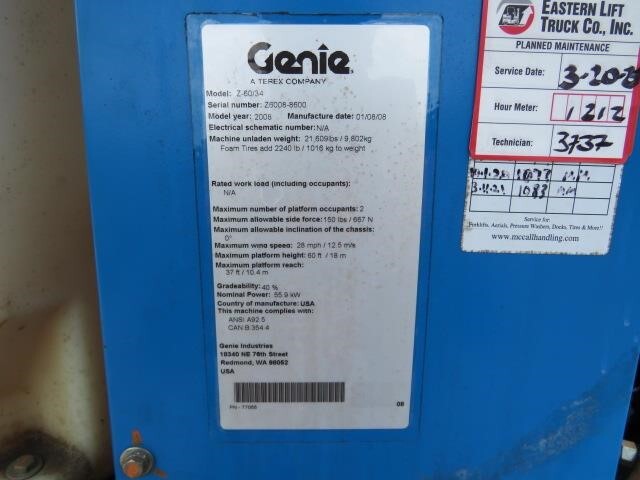 Genie
A TEREX COMPANY
Model: Z-60/34
Serial number: Z6008-8600
Model year: 2008 Manufacture date: 01/08/08
Electrical schematic number: N/A
Machine unladen weight: 21,609lbs / 9,802kg
Foam Tires add 2240 lb / 1016 kg to weight
Rated work load (including occupants):
N/A
Maximum number of platform occupants: 2
Maximum allowable side force: 150 lbs / 667 N
Maximum allowable inclination of the chassis:
0°
Maximum wind speed: 28 mph / 12.5 m/s
Maximum platform height: 60 ft / 18 m
Maximum platform reach:
37 ft / 10.4 m
Gradeability: 40 %
Nominal Power: 55.9 kW
Country of manufacture: USA
This machine complies with:
ANSI A92.5
CAN B.354.4
Genie Industries
18340 NE 76th Street
Redmond, WA 98052
USA
PN - 77055
08
EASTERN LIFT
TRUCK CO., INC.
PLANNED MAINTENANCE
Service Date: 3-20-
Hour Meter: 1212
Technician: 3737
1083
Service for:
Forklifts, Aerials, Pressure Washers, Docks, Tires & More!!
www.mccallhandling.com